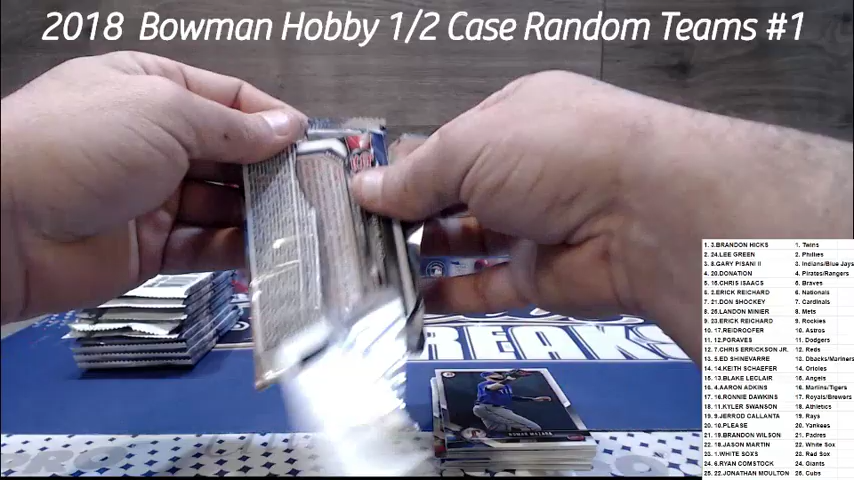 2018 Bowman Hobby 1/2 Case Random Teams #1
1. 3.BRANDON HICKS 1. Twins
2. 24.LEE GREEN 2. Phillies
3. 8.GARY PISANI II 3. Indians/Blue Jays
4. 20.DONATION 4. Pirates/Rangers
5. 15.CHRIS ISAACS 5. Braves
6. 2.ERICK REICHARD 6. Nationals
7. 21.DON SHOCKEY 7. Cardinals
8. 25.LANDON MINIER 8. Mets
9. 23.ERICK REICHARD 9. Rockies
10. 17.REIDROOFER 10. Astros
11. 12.PGRAVES 11. Dodgers
12. 7.CHRIS ERRICKSON JR. 12. Reds
13. 5.ED SHINEVARRE 13. Dbacks/Mariners
14. 14.KEITH SCHAEFER 14. Orioles
15. 13.BLAKE LECLAIR 15. Angels
16. 4.AARON ADKINS 16. Marlins/Tigers
17. 16.RONNIE DAWKINS 17. Royals/Brewers
18. 11.KYLER SWANSON 18. Athletics
19. 9.JERROD CALLANTA 19. Rays
20. 10.PLEASE 20. Yankees
21. 19.BRANDON WILSON 21. Padres
22. 18.JASON MARTIN 22. White Sox
23. 1.WHITE SOXS 23. Red Sox
24. 6.RYAN COMSTOCK 24. Giants
25. 22.JONATHAN MOULTON 25. Cubs
BREAKS
NOMAR MAZARA